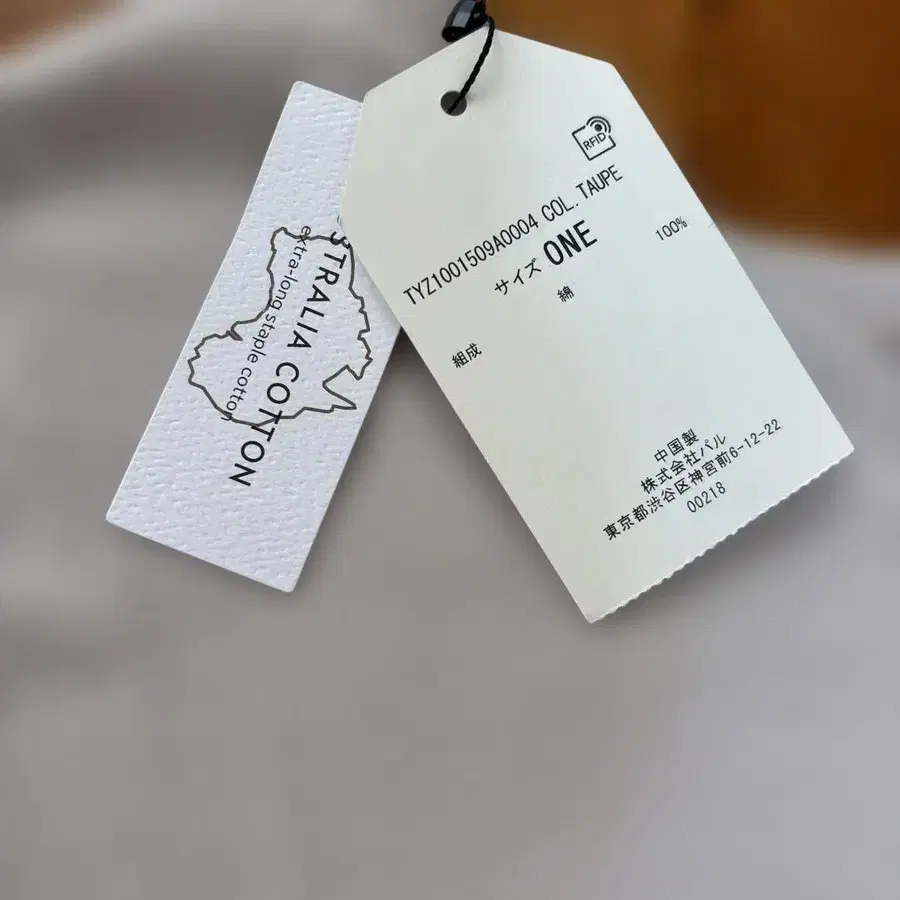 STRALIA COTTON
extra-long staple cotton
RFID
TYZ1001509A0004 COL. TAUPE
サイズ ONE
組成 綿 100%
中国製
株式会社パル
東京都渋谷区神宮前6-12-22
00218